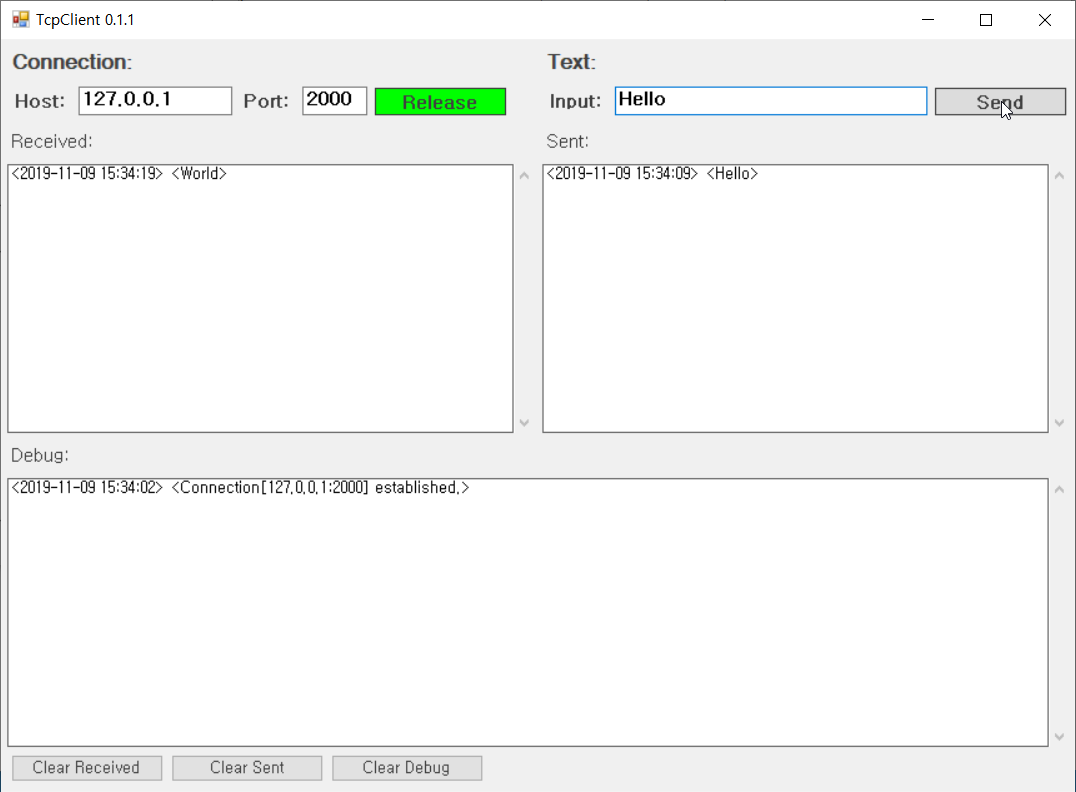 TcpClient 0.1.1
Connection:
Text:
Host: 127.0.0.1 Port: 2000 Release
Input: Hello Send
Received:
Sent:
<2019-11-09 15:34:19> <World>
<2019-11-09 15:34:09> <Hello>
Debug:
<2019-11-09 15:34:02> <Connection[127.0.0.1:2000] established.>
Clear Received Clear Sent Clear Debug